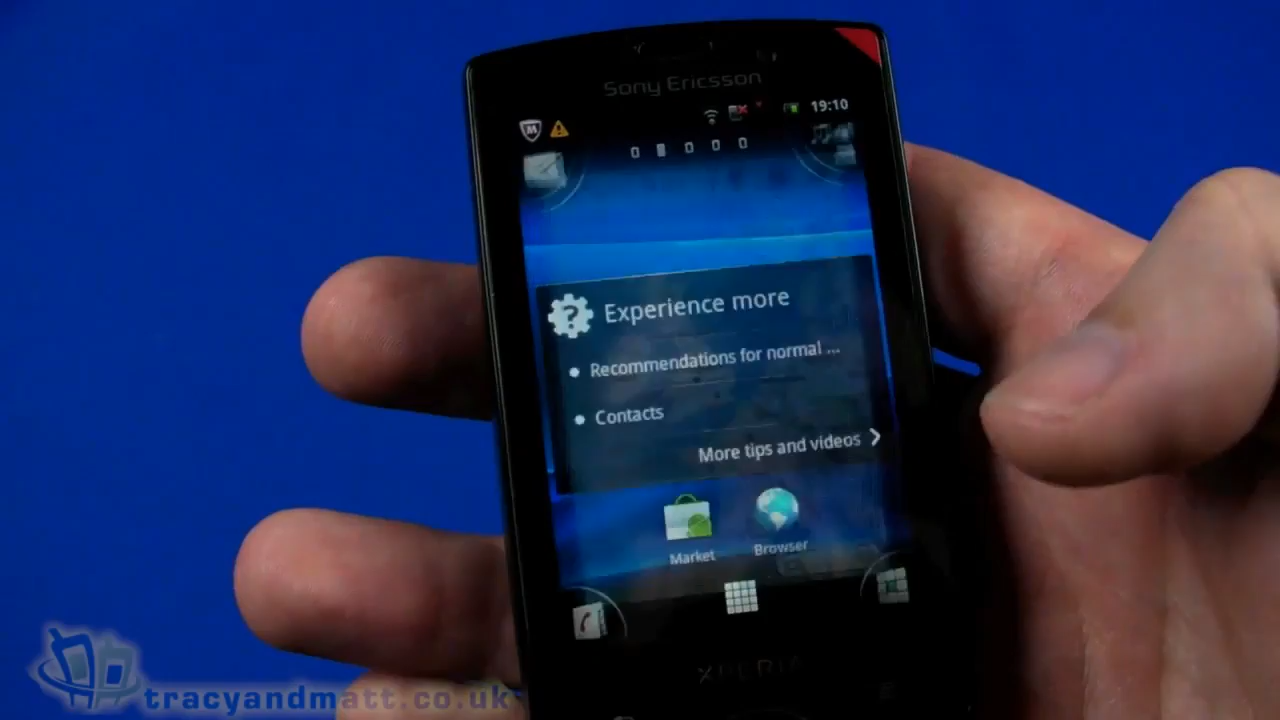 Sony Ericsson
19:10
Experience more
Recommendations for normal ...
Contacts
More tips and videos
Market
Browser
XPERIA
tracyandmatt.co.uk